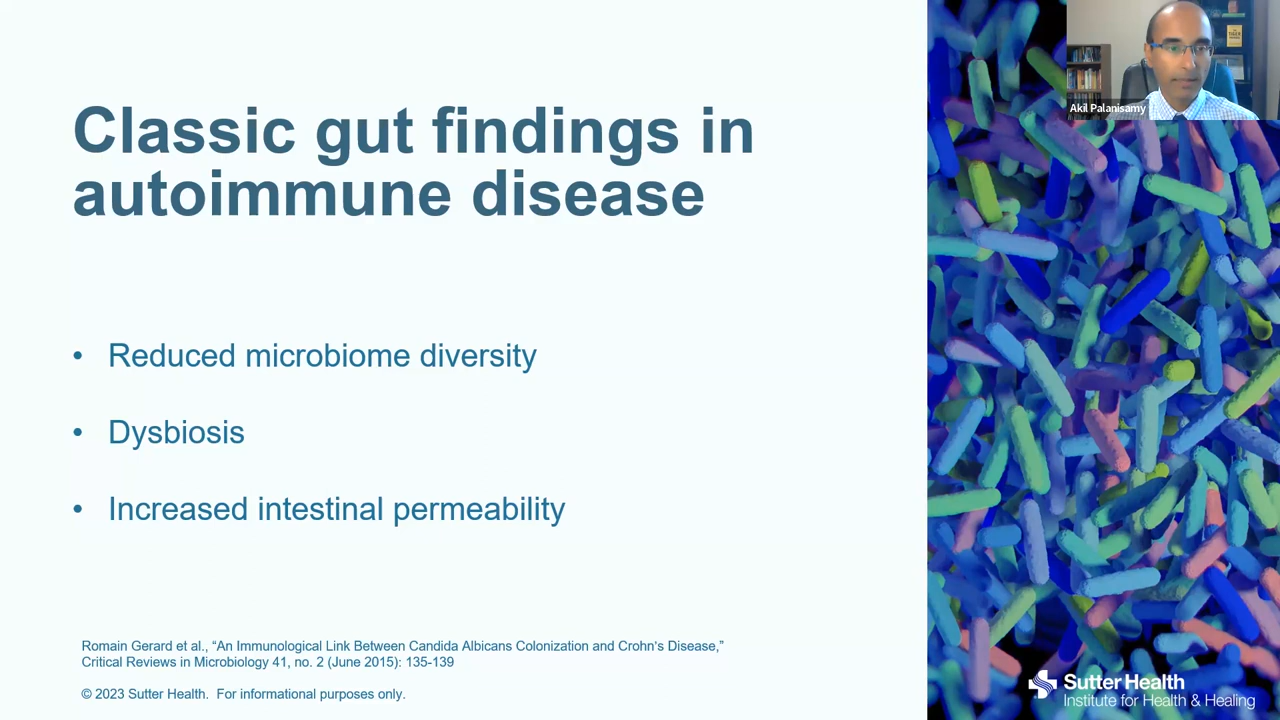 Akil Palanisamy
Classic gut findings in
autoimmune disease
• Reduced microbiome diversity
• Dysbiosis
• Increased intestinal permeability
Romain Gerard et al., “An Immunological Link Between Candida Albicans Colonization and Crohn’s Disease,”
Critical Reviews in Microbiology 41, no. 2 (June 2015): 135-139
© 2023 Sutter Health. For informational purposes only.
Sutter Health
Institute for Health & Healing